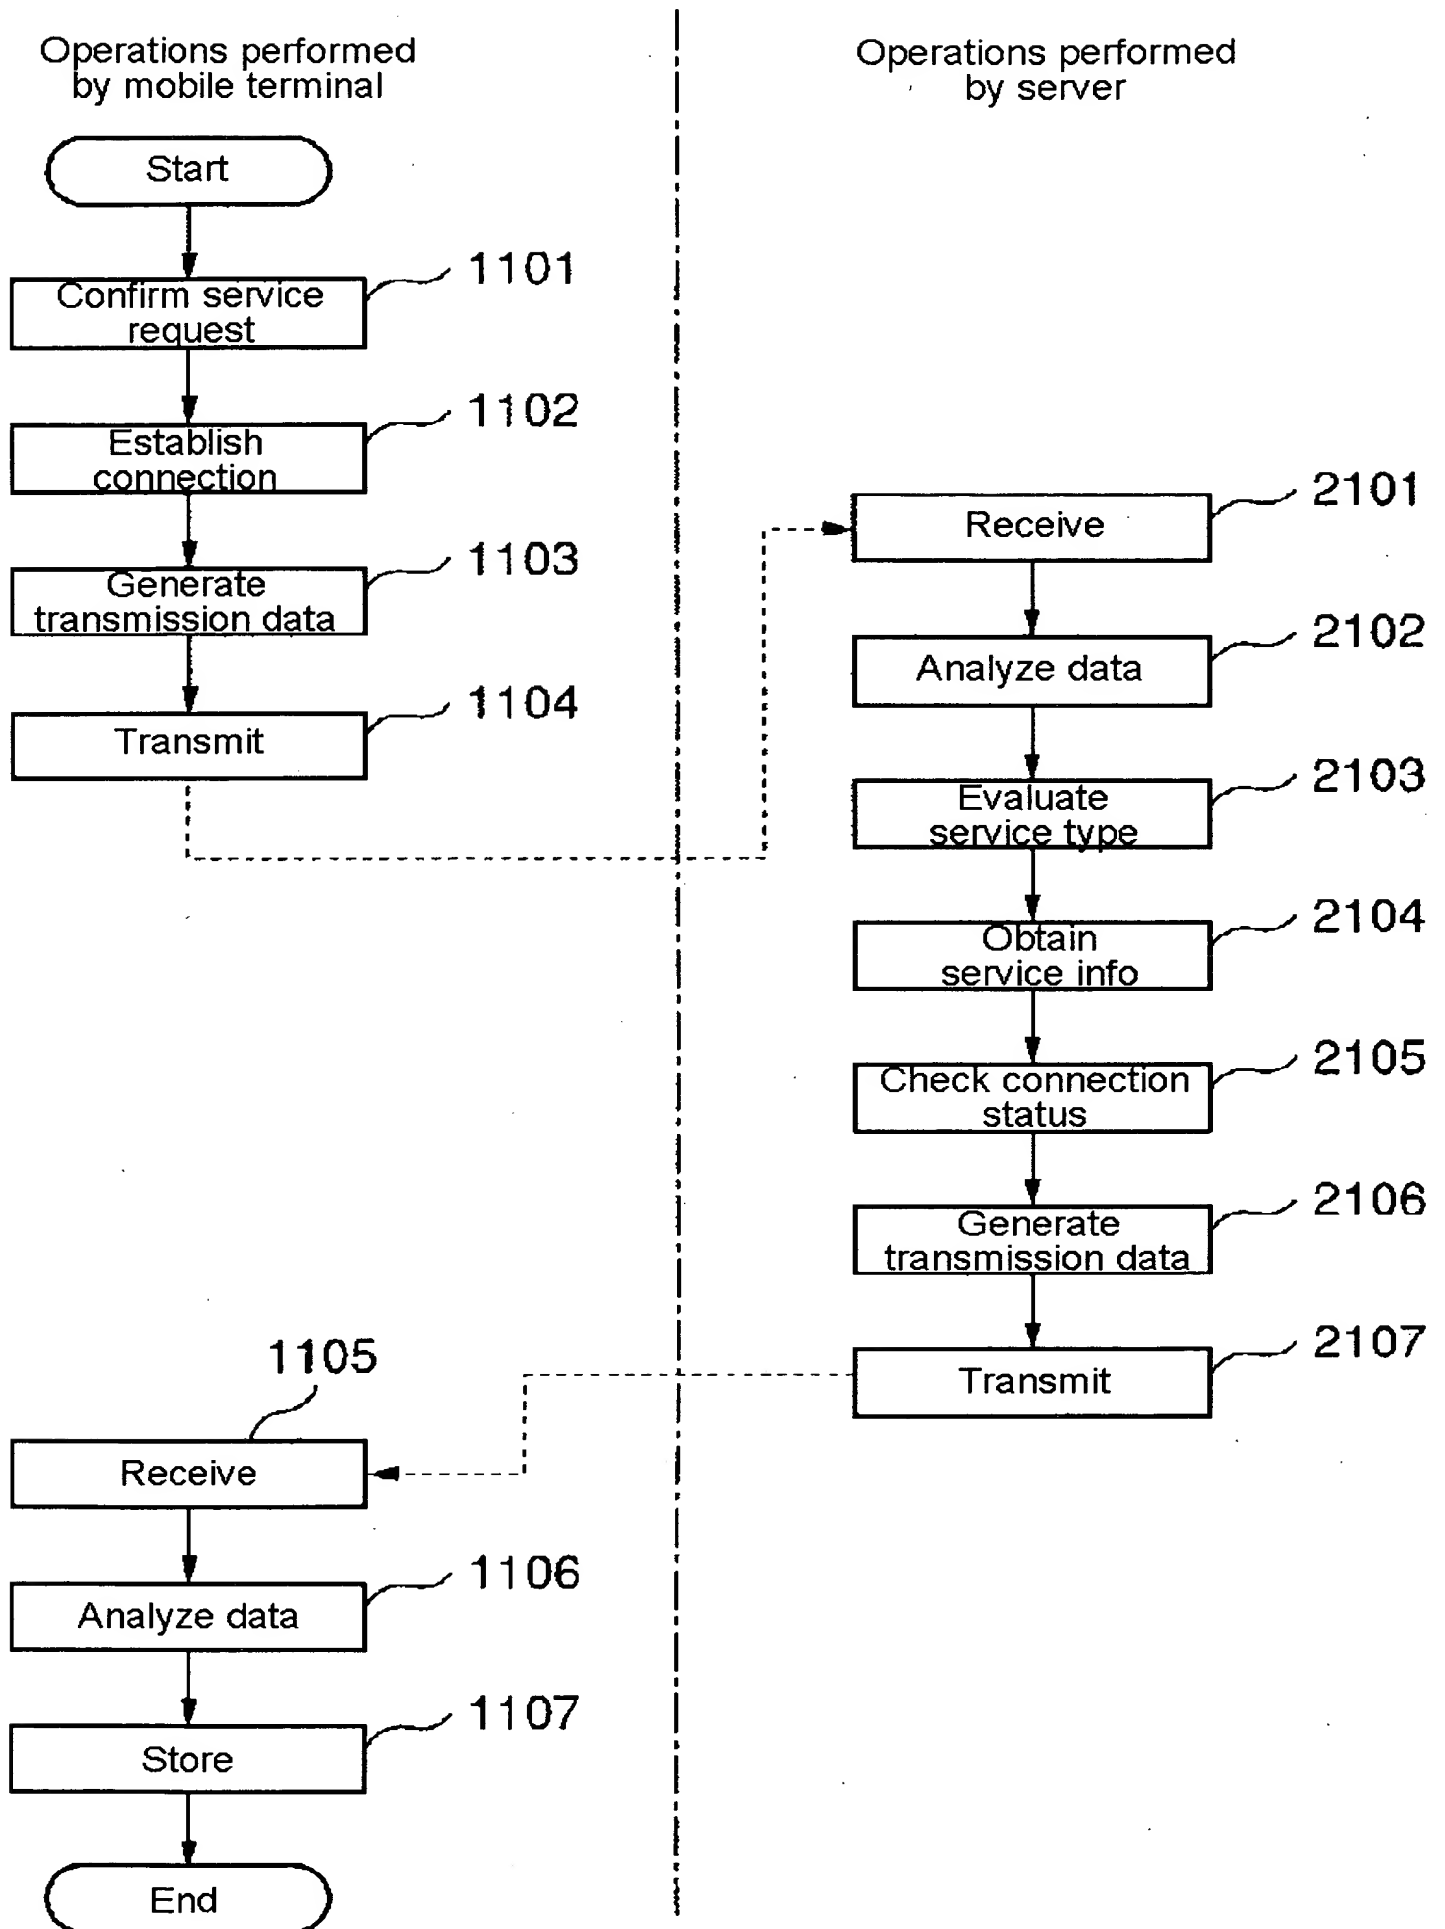 Operations performed
by mobile terminal
Start
1101
Confirm service
request
1102
Establish
connection
1103
Generate
transmission data
1104
Transmit
Operations performed
by server
2101
Receive
2102
Analyze data
2103
Evaluate
service type
2104
Obtain
service info
2105
Check connection
status
2106
Generate
transmission data
2107
Transmit
1105
Receive
1106
Analyze data
1107
Store
End